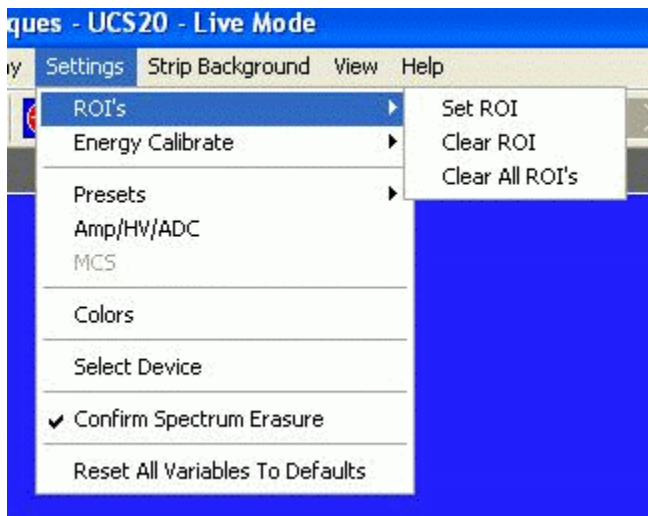 ques - UCS20 - Live Mode
ay Settings Strip Background View Help
ROI's
Set ROI
Energy Calibrate
Clear ROI
Clear All ROI's
Presets
Amp/HV/ADC
MCS
Colors
Select Device
Confirm Spectrum Erasure
Reset All Variables To Defaults